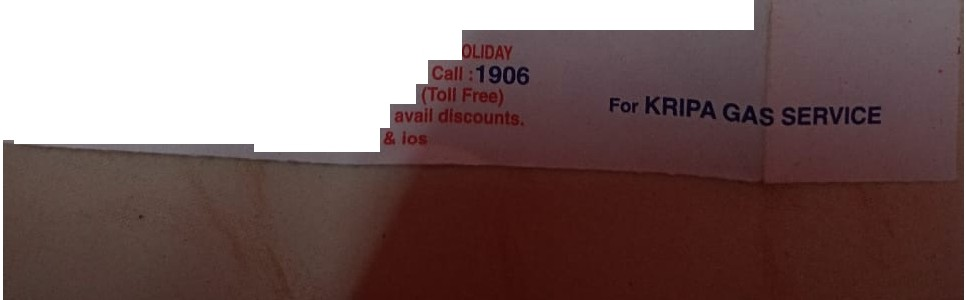 OLIDAY
Call : 1906
(Toll Free)
avail discounts.
& ios
For KRIPA GAS SERVICE